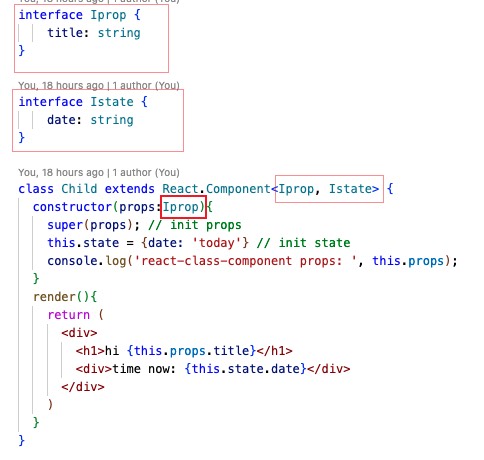 You, 18 hours ago | 1 author (You)
interface Iprop {
    title: string
}
You, 18 hours ago | 1 author (You)
interface Istate {
    date: string
}
You, 18 hours ago | 1 author (You)
class Child extends React.Component<Iprop, Istate> {
  constructor(props:Iprop){
    super(props); // init props
    this.state = {date: 'today'} // init state
    console.log('react-class-component props: ', this.props);
  }
  render(){
    return (
      <div>
        <h1>hi {this.props.title}</h1>
        <div>time now: {this.state.date}</div>
      </div>
    )
  }
}